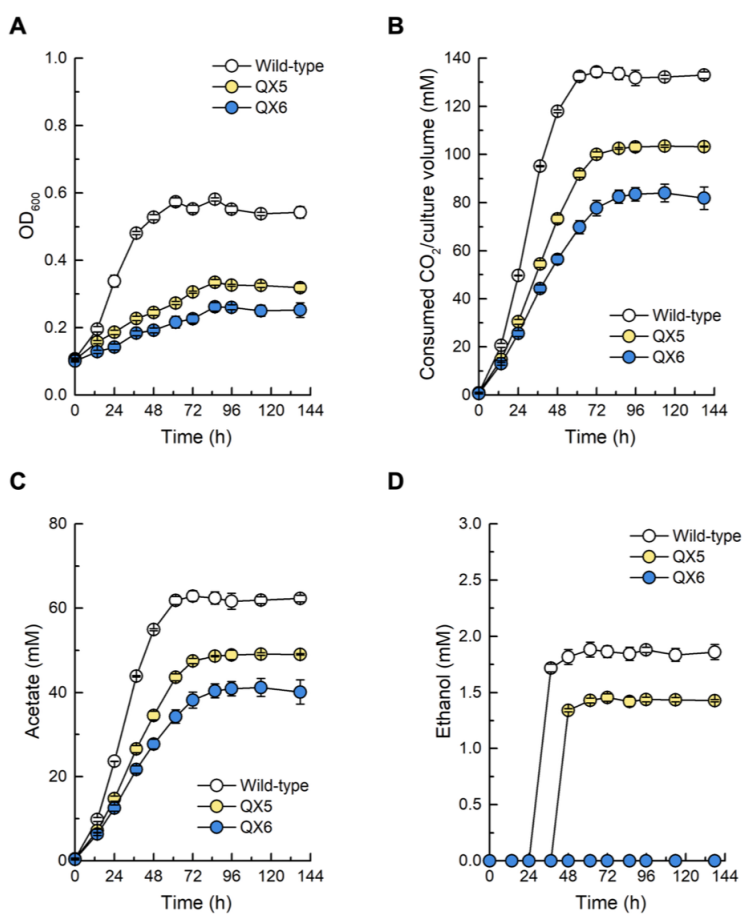 A
1.0
0.8
0.6
0.4
0.2
0.0
OD₆₀₀
Wild-type
QX5
QX6
0 24 48 72 96 120 144
Time (h)
B
140
120
100
80
60
40
20
0
Consumed CO₂/culture volume (mM)
Wild-type
QX5
QX6
0 24 48 72 96 120 144
Time (h)
C
80
60
40
20
0
Acetate (mM)
Wild-type
QX5
QX6
0 24 48 72 96 120 144
Time (h)
D
3.0
2.5
2.0
1.5
1.0
0.5
0.0
Ethanol (mM)
Wild-type
QX5
QX6
0 24 48 72 96 120 144
Time (h)